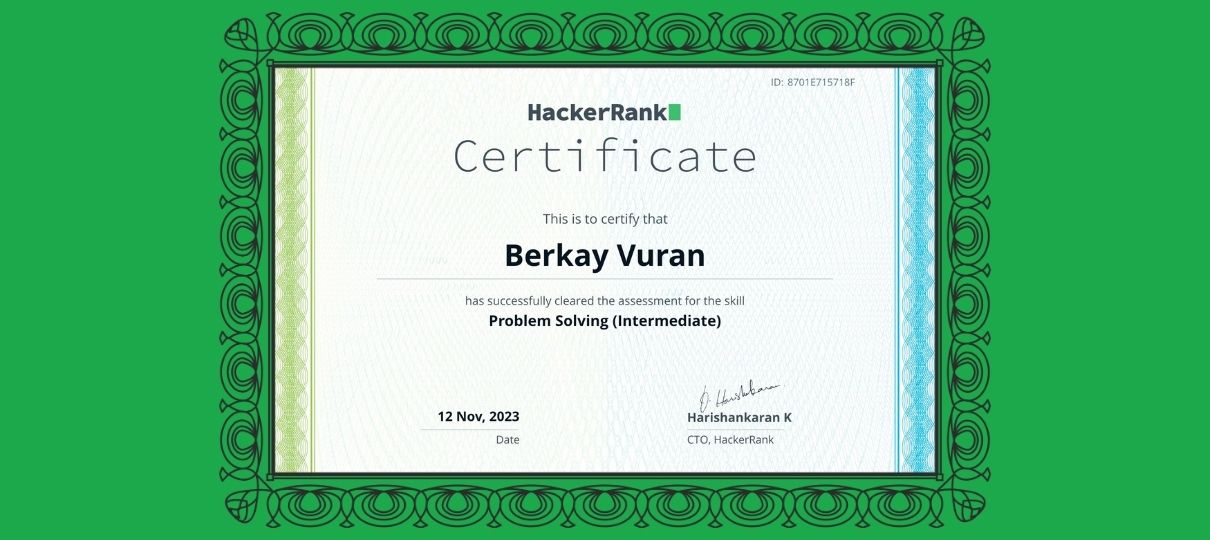 ID: 8701E715718F
HackerRank
Certificate
This is to certify that
Berkay Vuran
has successfully cleared the assessment for the skill
Problem Solving (Intermediate)
12 Nov, 2023
Date
Harishankaran K
CTO, HackerRank